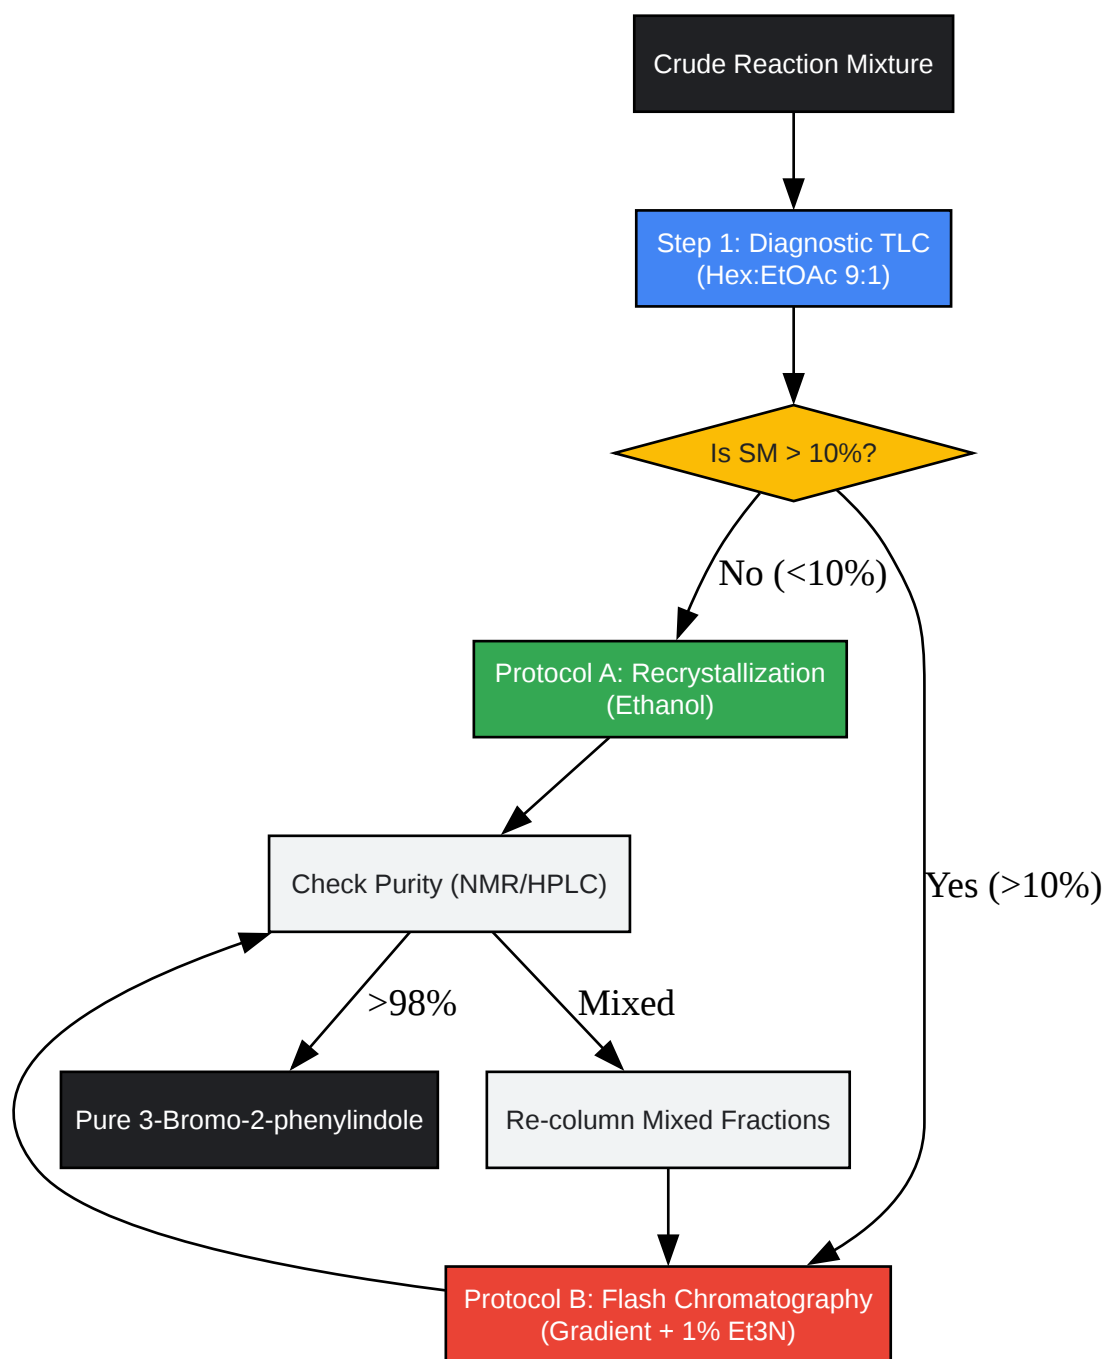 Crude Reaction Mixture
Step 1: Diagnostic TLC
(Hex:EtOAc 9:1)
Is SM > 10%?
No (<10%)
Protocol A: Recrystallization
(Ethanol)
Check Purity (NMR/HPLC)
Yes (>10%)
>98%
Mixed
Pure 3-Bromo-2-phenylindole
Re-column Mixed Fractions
Protocol B: Flash Chromatography
(Gradient + 1% Et3N)